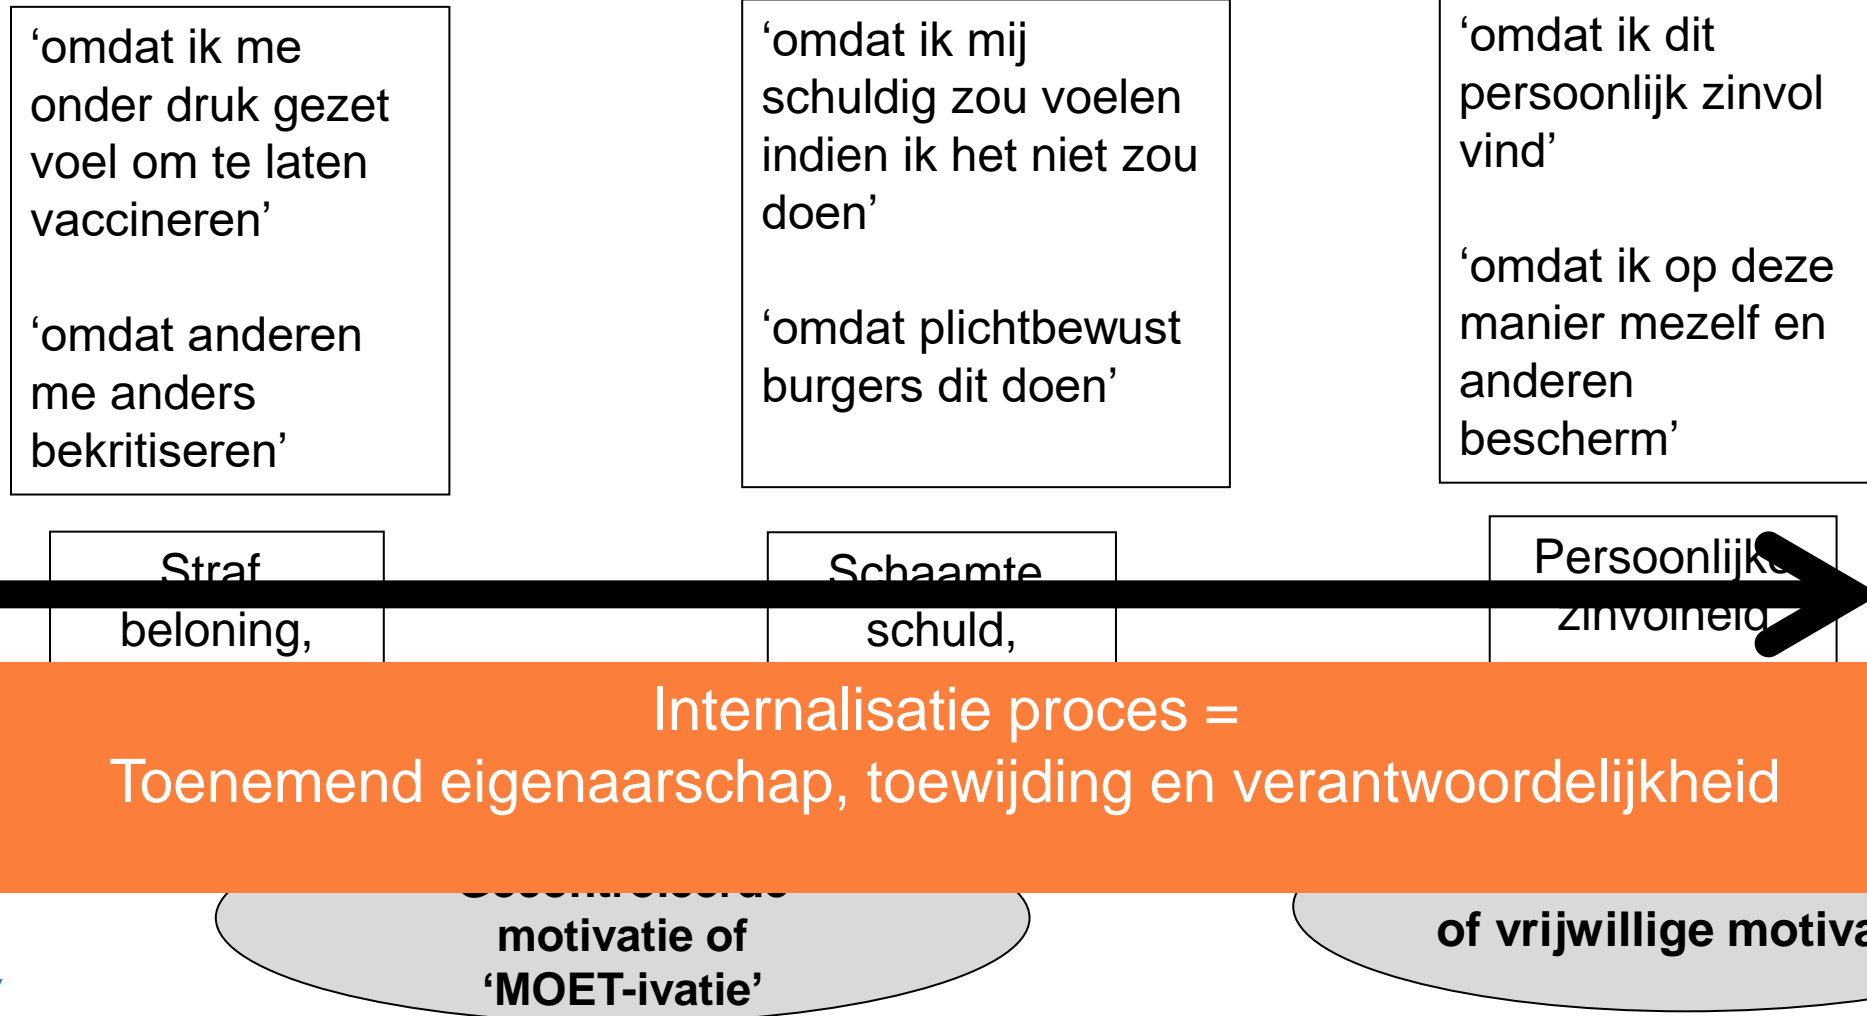 ‘omdat ik me
onder druk gezet
voel om te laten
vaccineren’
‘omdat anderen
me anders
bekritiseren’
‘omdat ik mij
schuldig zou voelen
indien ik het niet zou
doen’
‘omdat plichtbewust
burgers dit doen’
‘omdat ik dit
persoonlijk zinvol
vind’
‘omdat ik op deze
manier mezelf en
anderen
bescherm’
Straf
beloning,
Schaamte
schuld,
Persoonlijke
zinvolheid
Internalisatie proces =
Toenemend eigenaarschap, toewijding en verantwoordelijkheid
Gecontroleerde
motivatie of
‘MOET-ivatie’
of vrijwillige motiva